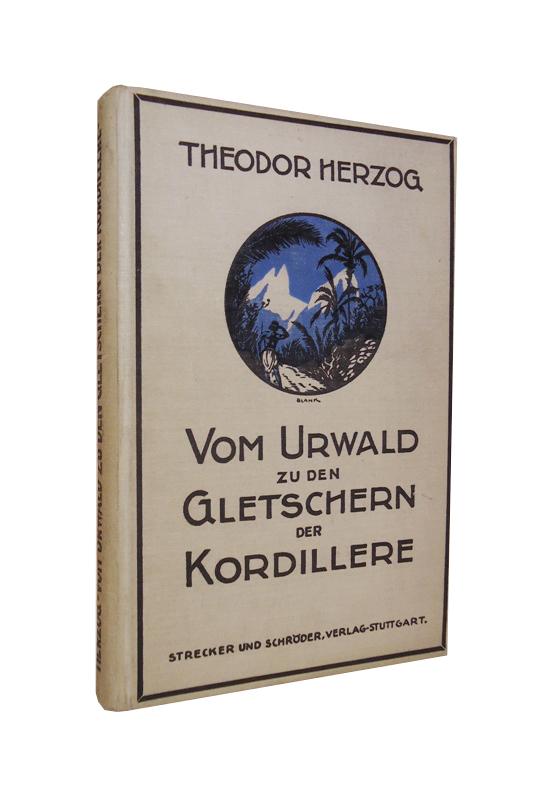 THEODOR HERZOG
BLANK
VOM URWALD
ZU DEN
GLETSCHERN
DER
KORDILLERE
STRECKER UND SCHRÖDER, VERLAG-STUTTGART.
HERZOG-VOM URWALD ZU DEN GLETSCHERN DER KORDILLERE